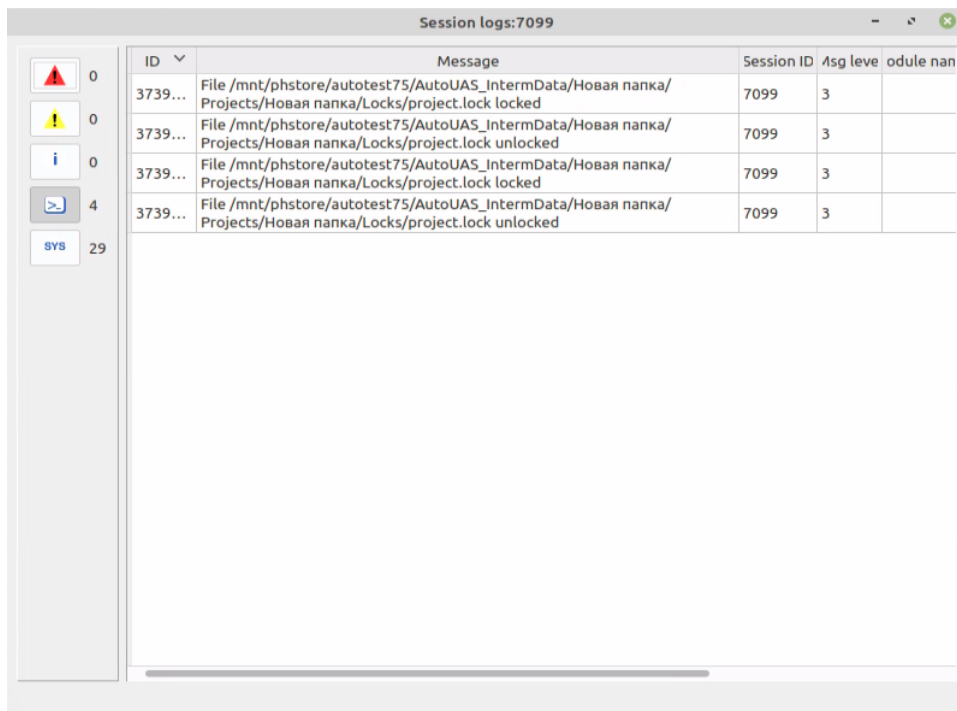 Session logs:7099
0
0
i 0
>_ 4
SYS 29
ID Message Session ID Msg leve odule nan
3739... File /mnt/phstore/autotest75/AutoUAS_IntermData/Новая папка/ 7099 3
Projects/Новая папка/Locks/project.lock locked
3739... File /mnt/phstore/autotest75/AutoUAS_IntermData/Новая папка/ 7099 3
Projects/Новая папка/Locks/project.lock unlocked
3739... File /mnt/phstore/autotest75/AutoUAS_IntermData/Новая папка/ 7099 3
Projects/Новая папка/Locks/project.lock locked
3739... File /mnt/phstore/autotest75/AutoUAS_IntermData/Новая папка/ 7099 3
Projects/Новая папка/Locks/project.lock unlocked